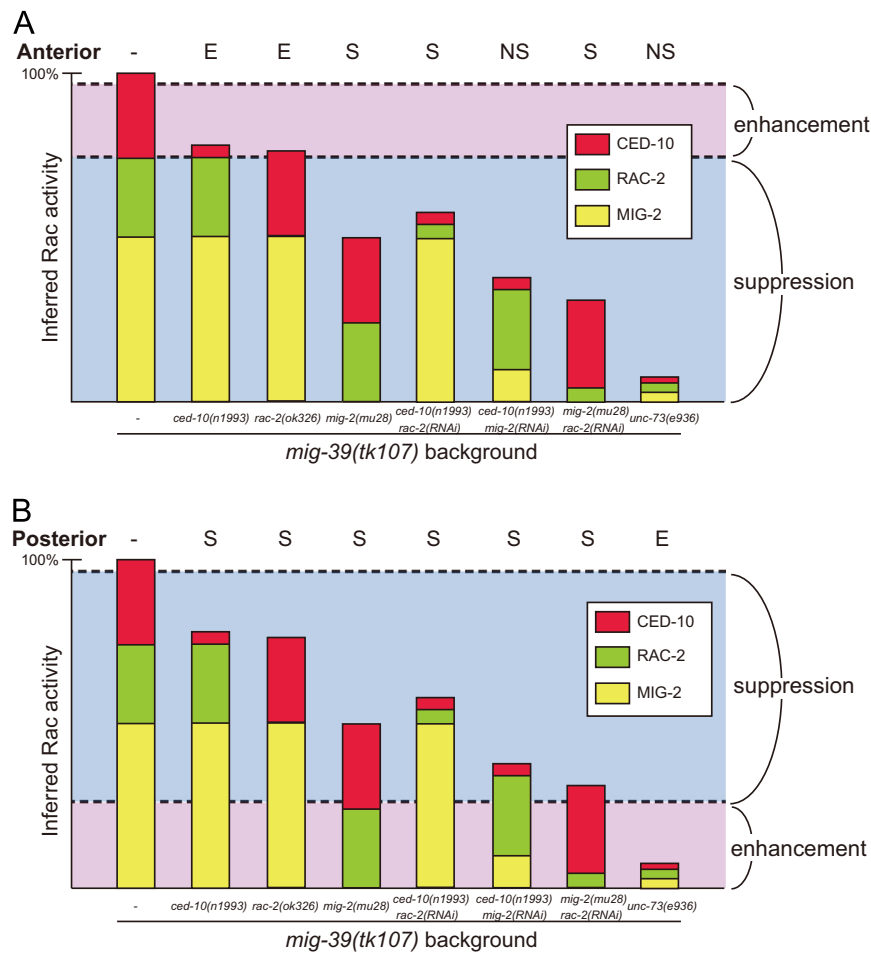 A
Anterior - E E S S NS S NS
100%
enhancement
CED-10
RAC-2
MIG-2
suppression
Inferred Rac activity
- ced-10(n1993) rac-2(ok326) mig-2(mu28) ced-10(n1993) ced-10(n1993) mig-2(mu28) unc-73(e936)
rac-2(RNAi) mig-2(RNAi) rac-2(RNAi)
mig-39(tk107) background
B
Posterior - S S S S S S E
100%
CED-10
RAC-2
MIG-2
suppression
Inferred Rac activity
enhancement
- ced-10(n1993) rac-2(ok326) mig-2(mu28) ced-10(n1993) ced-10(n1993) mig-2(mu28) unc-73(e936)
rac-2(RNAi) mig-2(RNAi) rac-2(RNAi)
mig-39(tk107) background